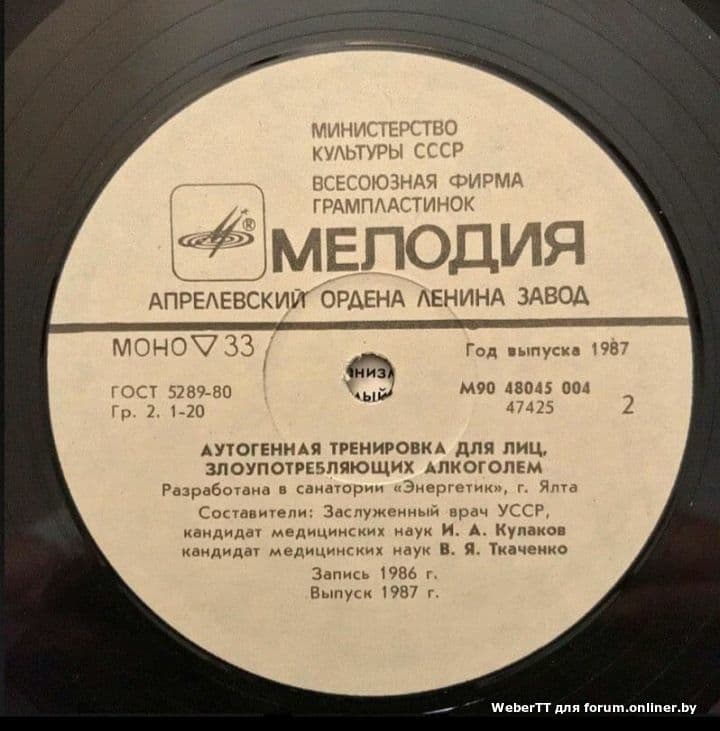 МИНИСТЕРСТВО
КУЛЬТУРЫ СССР
ВСЕСОЮЗНАЯ ФИРМА
ГРАМПЛАСТИНОК
®
МЕЛОДИЯ
АПРЕЛЕВСКИЙ ОРДЕНА ЛЕНИНА ЗАВОД
МОНО ▽ 33
Год выпуска 1987
ГОСТ 5289-80
Гр. 2. 1-20
М90 48045 004
47425
2
АУТОГЕННАЯ ТРЕНИРОВКА ДЛЯ ЛИЦ,
ЗЛОУПОТРЕБЛЯЮЩИХ АЛКОГОЛЕМ
Разработана в санатории «Энергетик», г. Ялта
Составители: Заслуженный врач УССР,
кандидат медицинских наук И. А. Кулаков
кандидат медицинских наук В. Я. Ткаченко
Запись 1986 г.
Выпуск 1987 г.
WeberTT для forum.onliner.by